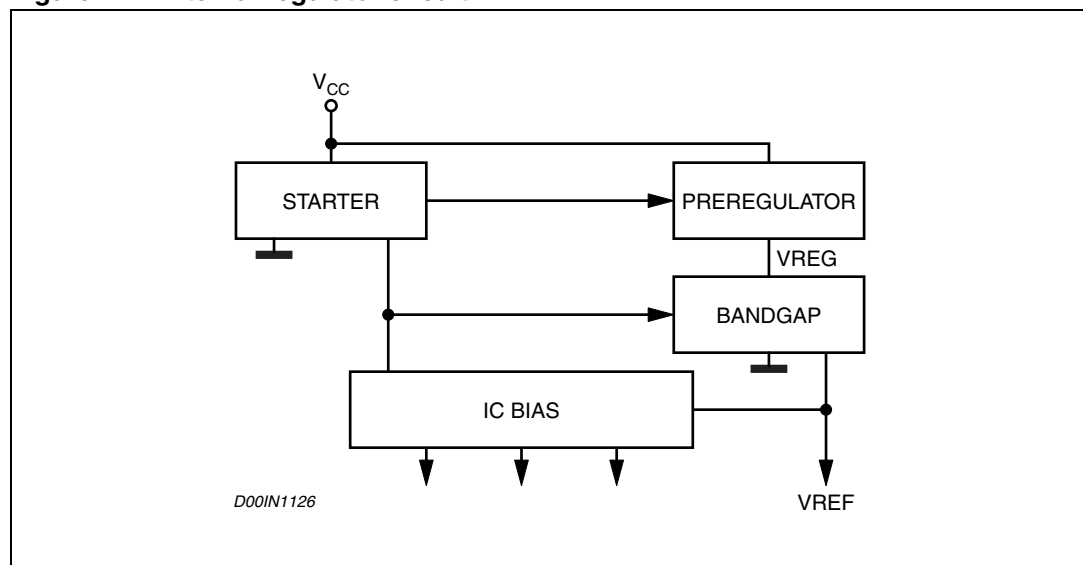 V_CC
STARTER
PREREGULATOR
VREG
BANDGAP
IC BIAS
D00IN1126
VREF